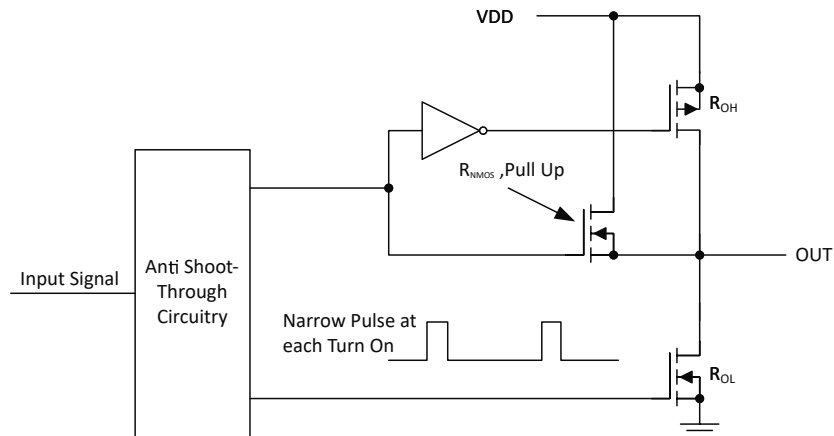 VDD
R_OH
R_NMOS ,Pull Up
Input Signal
Anti Shoot-
Through
Circuitry
OUT
Narrow Pulse at
each Turn On
R_OL